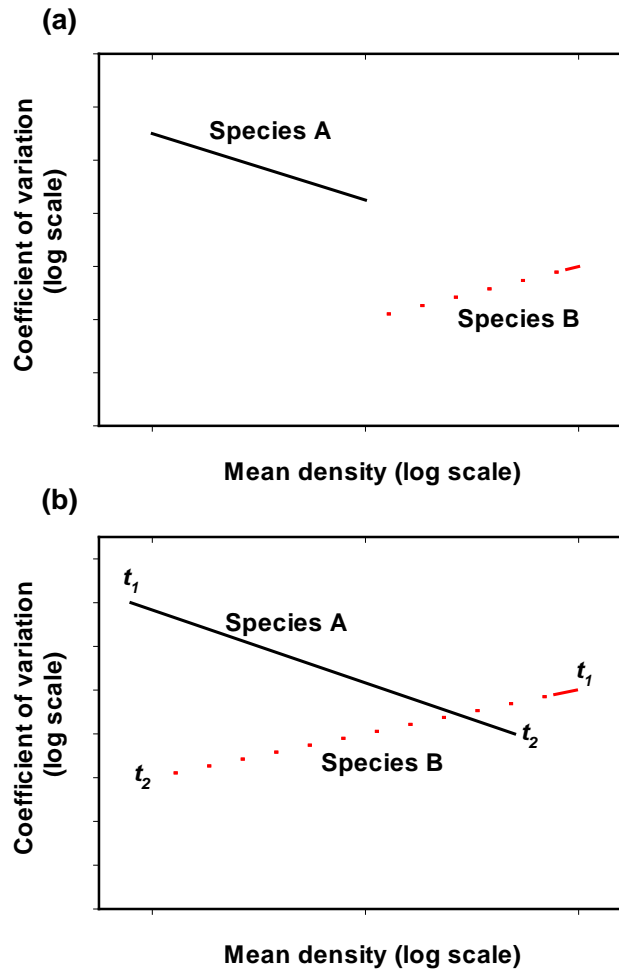 (a)
Species A
Species B
Coefficient of variation
(log scale)
Mean density (log scale)
(b)
t1
Species A
t1
t2
Species B
t2
Coefficient of variation
(log scale)
Mean density (log scale)